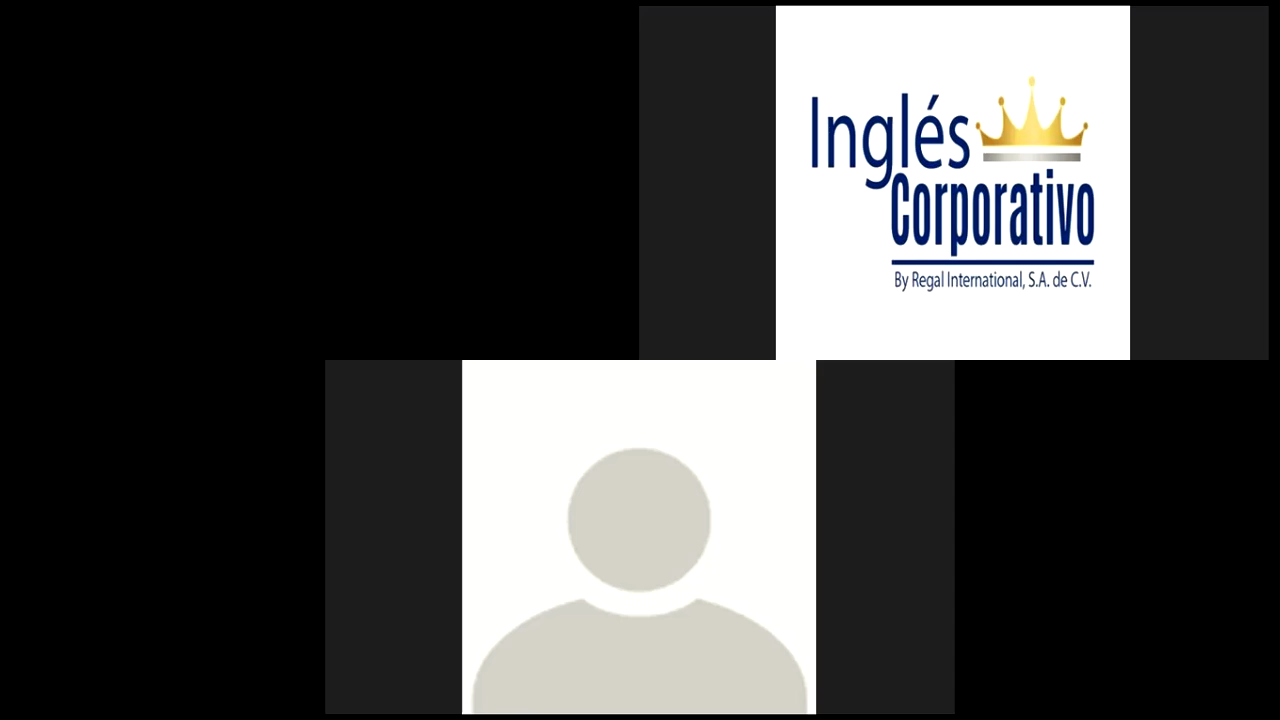 Inglés
Corporativo
By Regal International, S.A. de C.V.